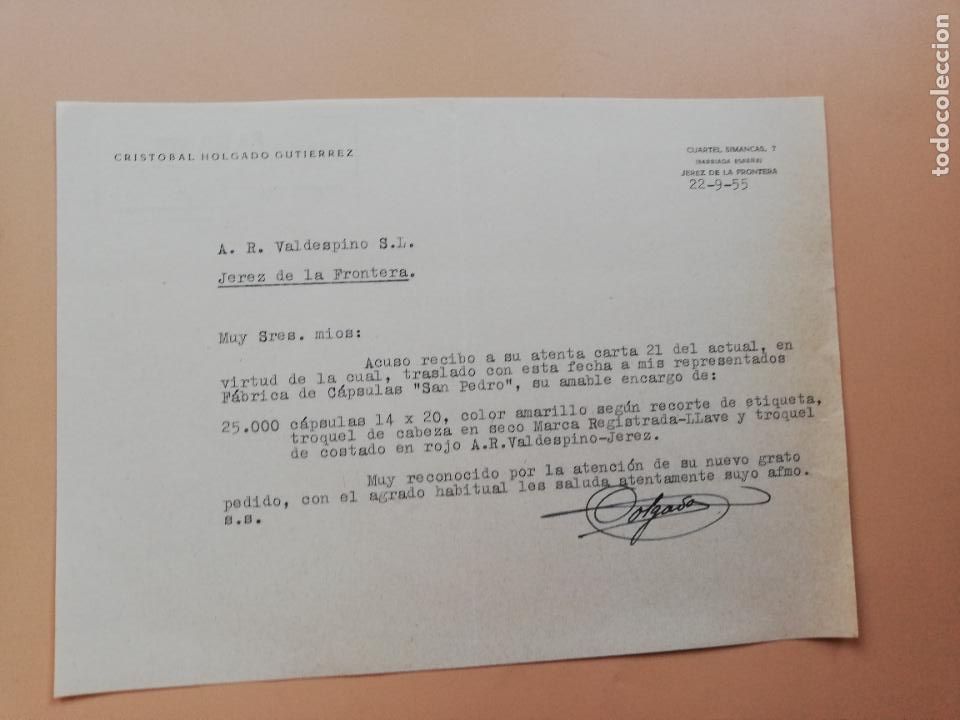 CRISTOBAL HOLGADO GUTIERREZ
CUARTEL SIMANCAS, 7
(BARRIADA ESPAÑA)
JEREZ DE LA FRONTERA
22-9-55
A. R. Valdespino S.L.
Jerez de la Frontera.
Muy Sres. mios:
Acuso recibo a su atenta carta 21 del actual, en
virtud de la cual, traslado con esta fecha a mis representados
Fábrica de Cápsulas "San Pedro", su amable encargo de:
25.000 cápsulas 14 x 20, color amarillo según recorte de etiqueta,
troquel de cabeza en seco Marca Registrada-LLave y troquel
de costado en rojo A.R.Valdespino-Jerez.
Muy reconocido por la atención de su nuevo grato
pedido, con el agrado habitual les saluda atentamente suyo afmo.
s.s.
Holgado
todocoleccion